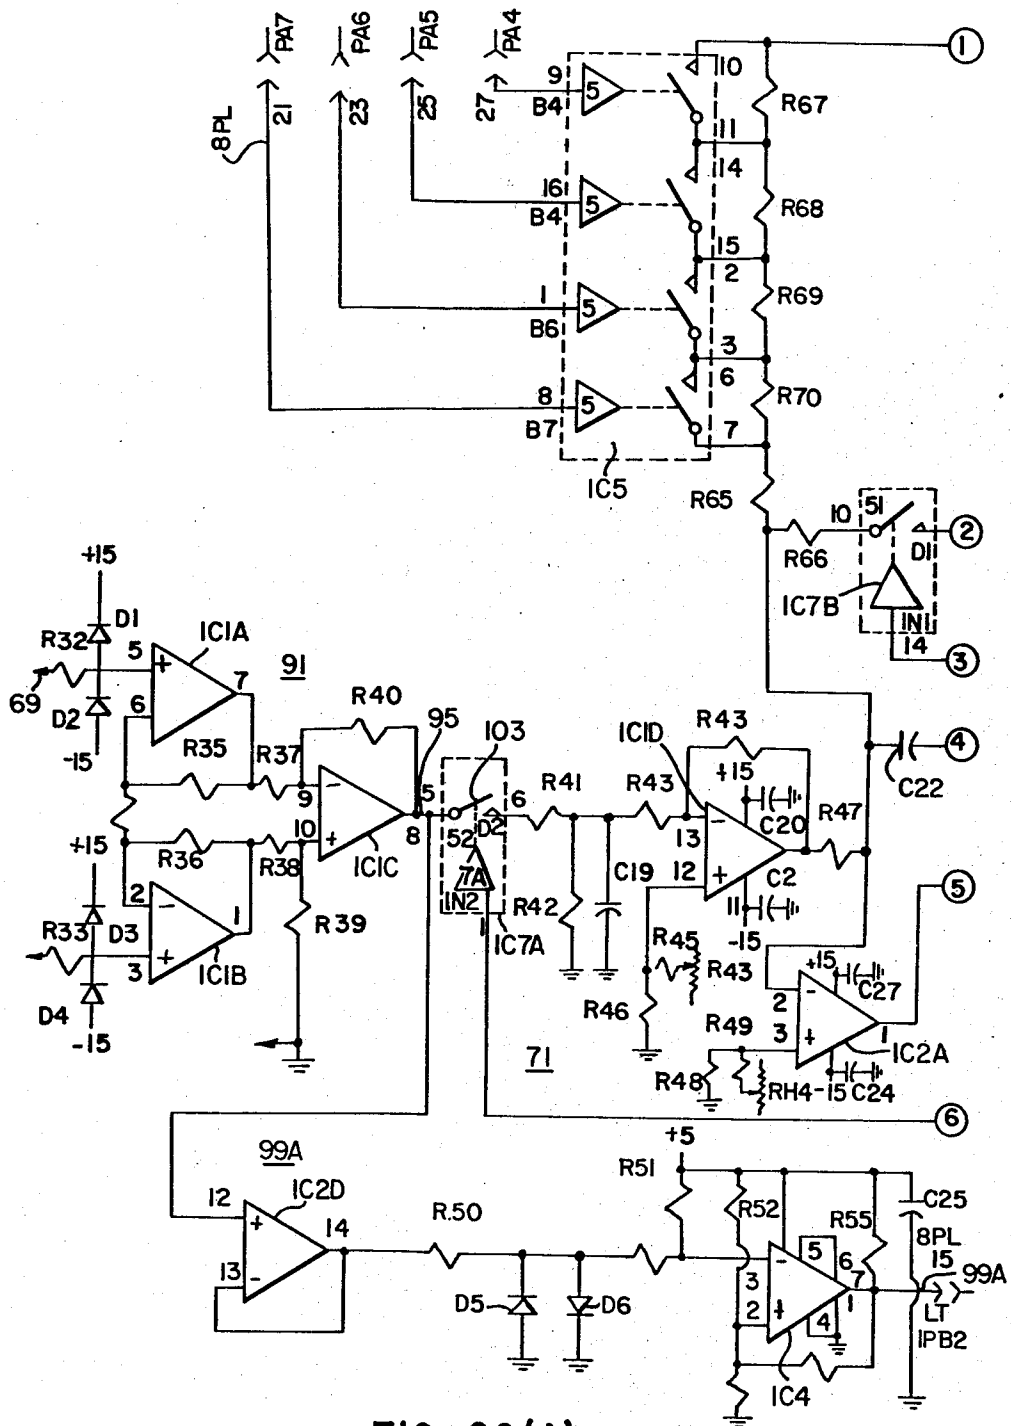 PA7 PA6 PA5 PA4
8PL 21 23 25 27
9 B4 5 10 11 R67 1
16 B4 5 14 15 R68
1 B6 5 2 3 R69
8 B7 5 6 7 R70
IC5
R65
10 51 D1 2
R66
IC7B
IN1
14 3
+15
D1
R32 5 + IC1A 91
69 6 7
D2
-15
R35 R37 R40 95 103
9 - 5 6
10 + 8 D2 R41 R43 IC1D R43
R36 R38 IC1C 52 7A IN2
1 IC7A
+15 13 - C20 R47
12 + C2
11 -15
C22 4
+15
2 - 1
R33 D3 3 + IC1B
D4
-15
R39
R42 C19
R45 R43
R46
5
+15 C27
2 -
3 + 1
IC2A
R49
R48 RH4 -15 C24
71
6
99A
IC2D
12 + 14
13 -
R.50
D5 D6
+5
R51
R52 R55 C25
8PL
3 - 5 6 7 15 99A
2 + 4 1 LT
1PB2
IC4